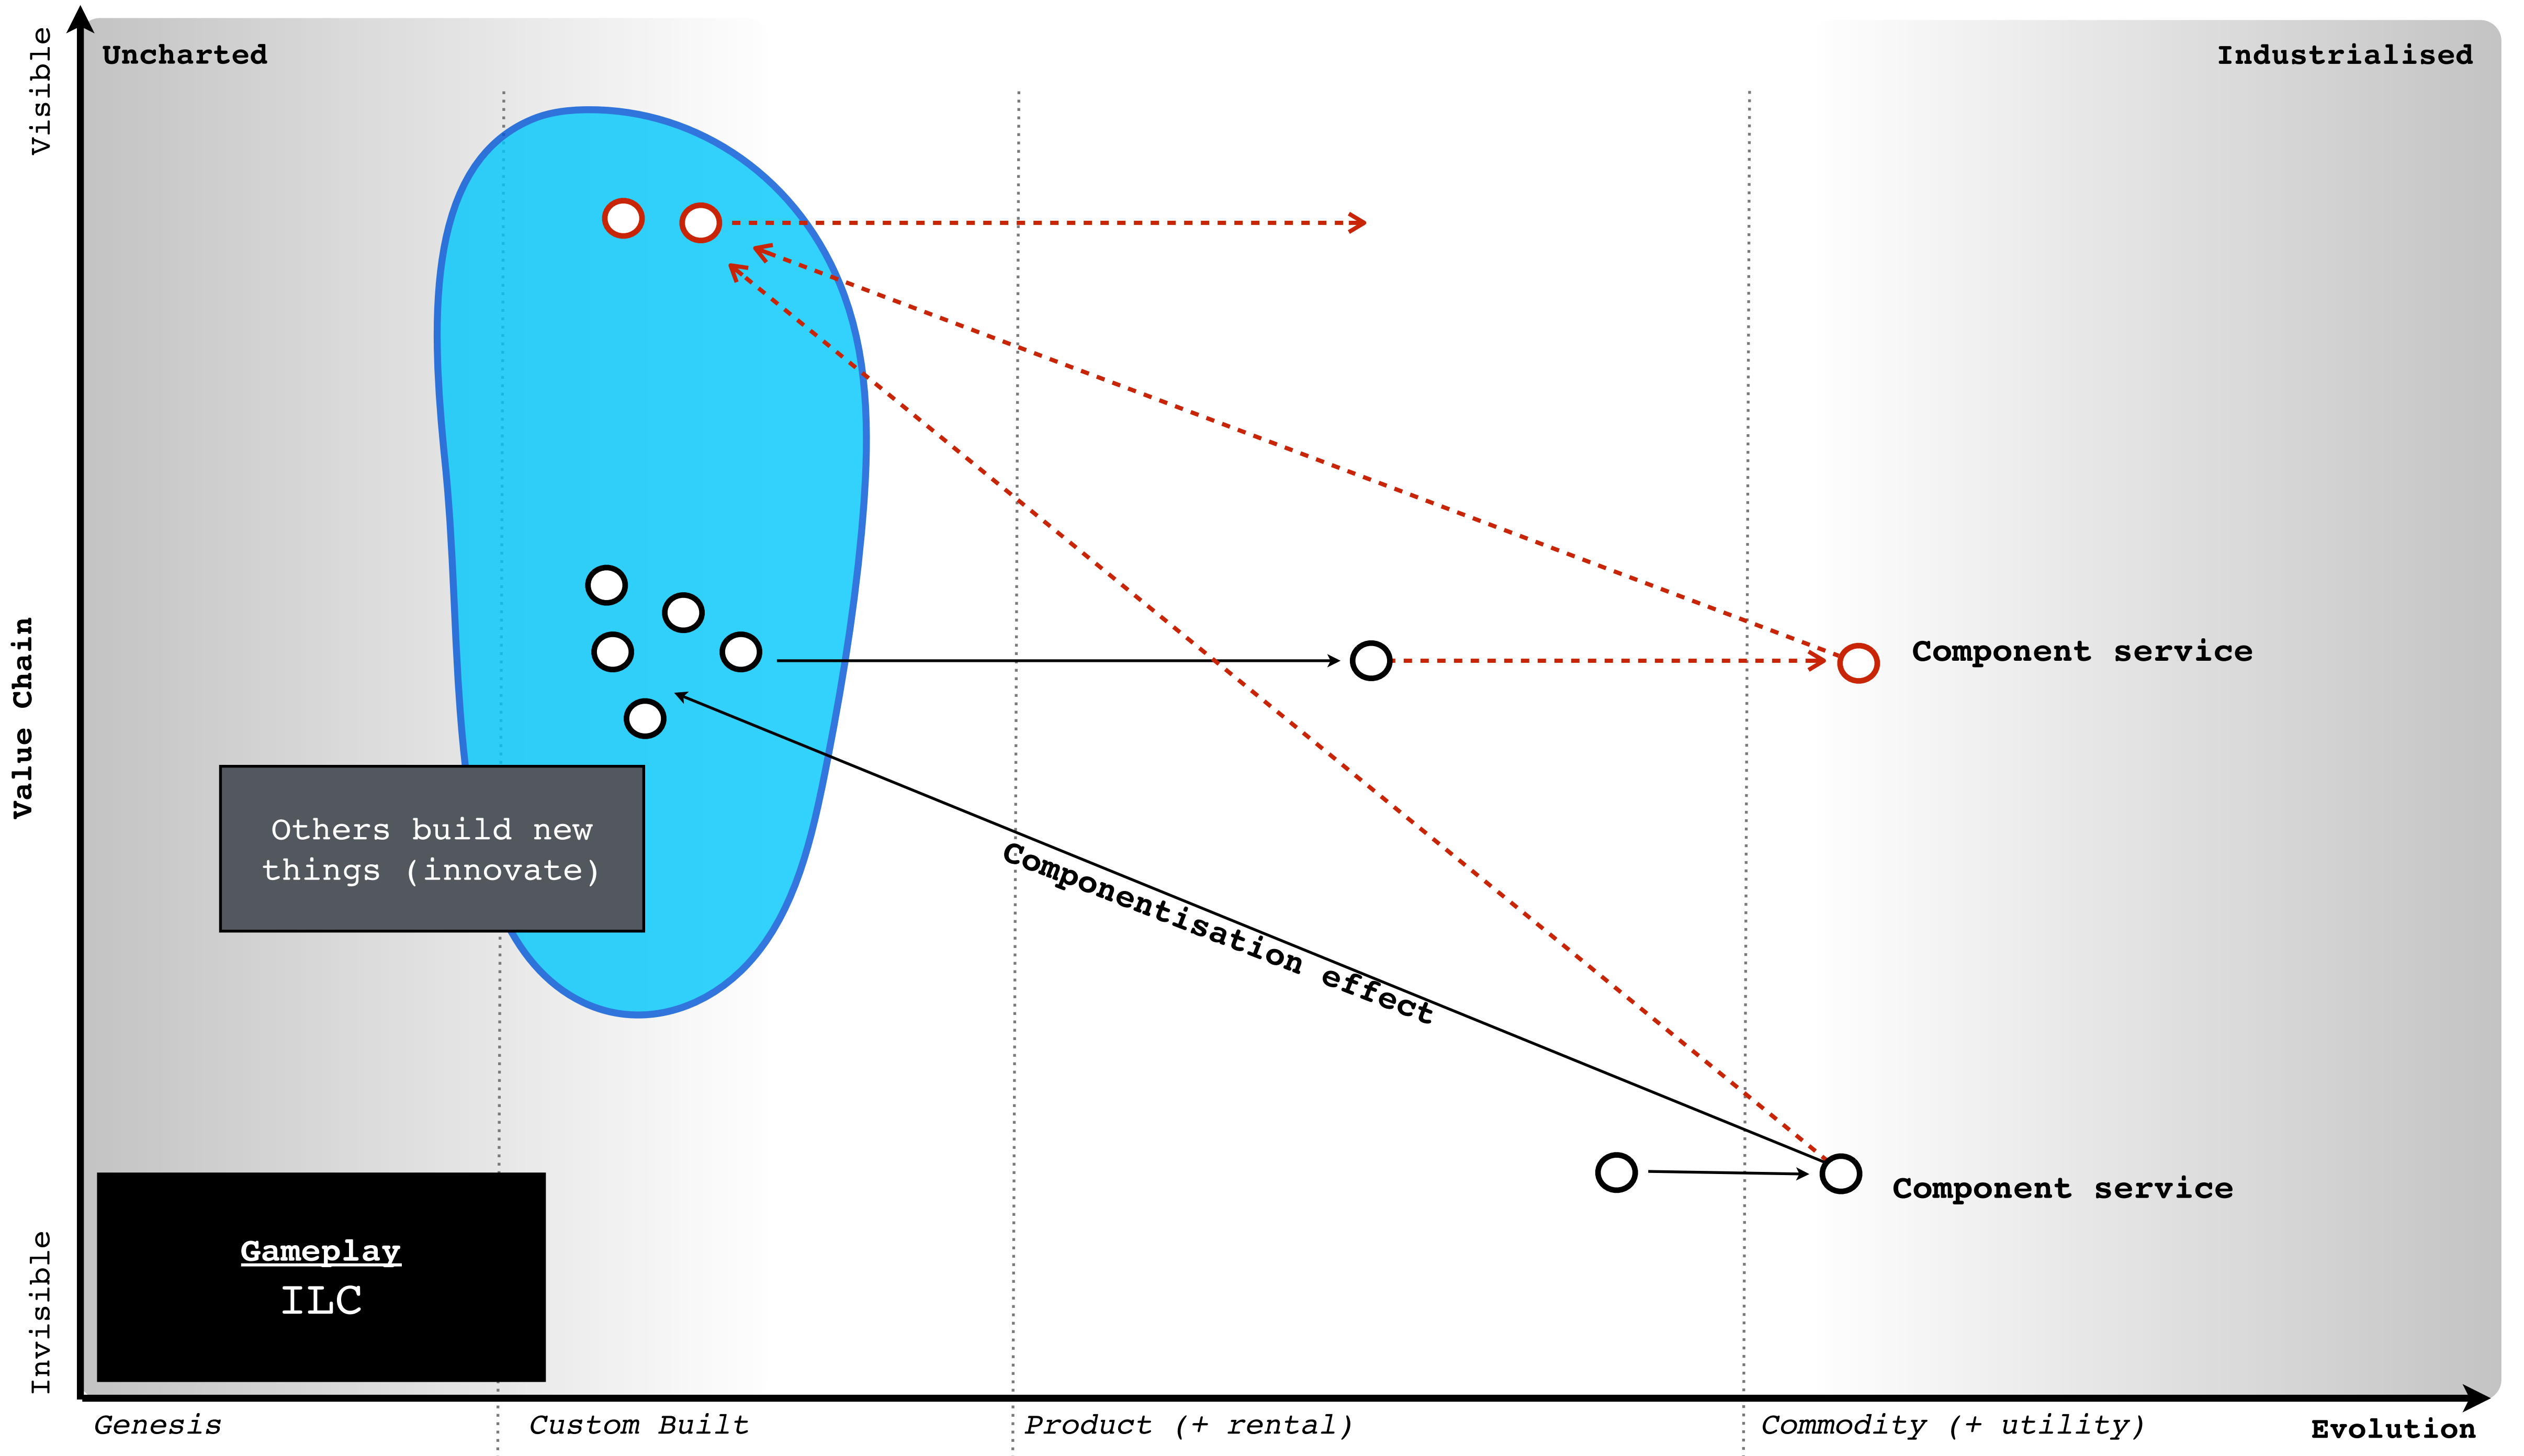 Visible
Uncharted
Industrialised
Value Chain
Component service
Others build new
things (innovate)
Componentisation effect
Component service
Gameplay
ILC
Invisible
Genesis
Custom Built
Product (+ rental)
Commodity (+ utility)
Evolution